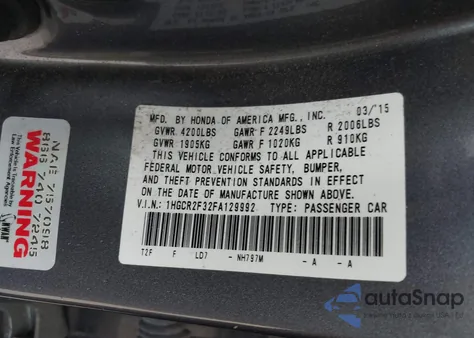 MFD. BY HONDA OF AMERICA MFG., INC. 03/15
GVWR 4200LBS GAWR F 2249LBS R 2006LBS
GVWR 1905KG GAWR F 1020KG R 910KG
THIS VEHICLE CONFORMS TO ALL APPLICABLE
FEDERAL MOTOR VEHICLE SAFETY, BUMPER,
AND THEFT PREVENTION STANDARDS IN EFFECT
ON THE DATE OF MANUFACTURE SHOWN ABOVE.
V.I.N.: 1HGCR2F32FA129992 TYPE: PASSENGER CAR
T2F F LD7 - NH797M - A - A
WARNING
autaSnap